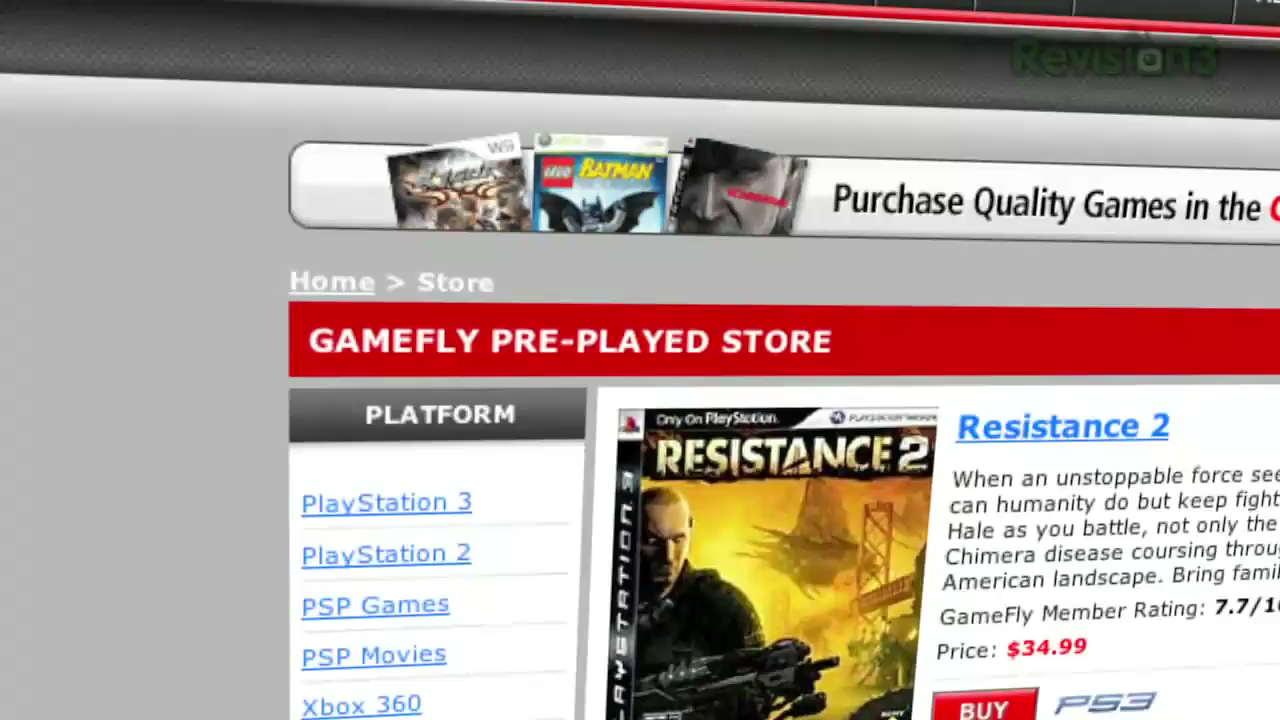 Revision3
Wii
LEGO BATMAN
Purchase Quality Games in the
Home > Store
GAMEFLY PRE-PLAYED STORE
PLATFORM
PlayStation 3
PlayStation 2
PSP Games
PSP Movies
Xbox 360
Only On PlayStation.
RESISTANCE 2
PLAYSTATION 3
Resistance 2
When an unstoppable force see
can humanity do but keep fight
Hale as you battle, not only the
Chimera disease coursing throu
American landscape. Bring fami
GameFly Member Rating: 7.7/10
Price: $34.99
BUY
PS3